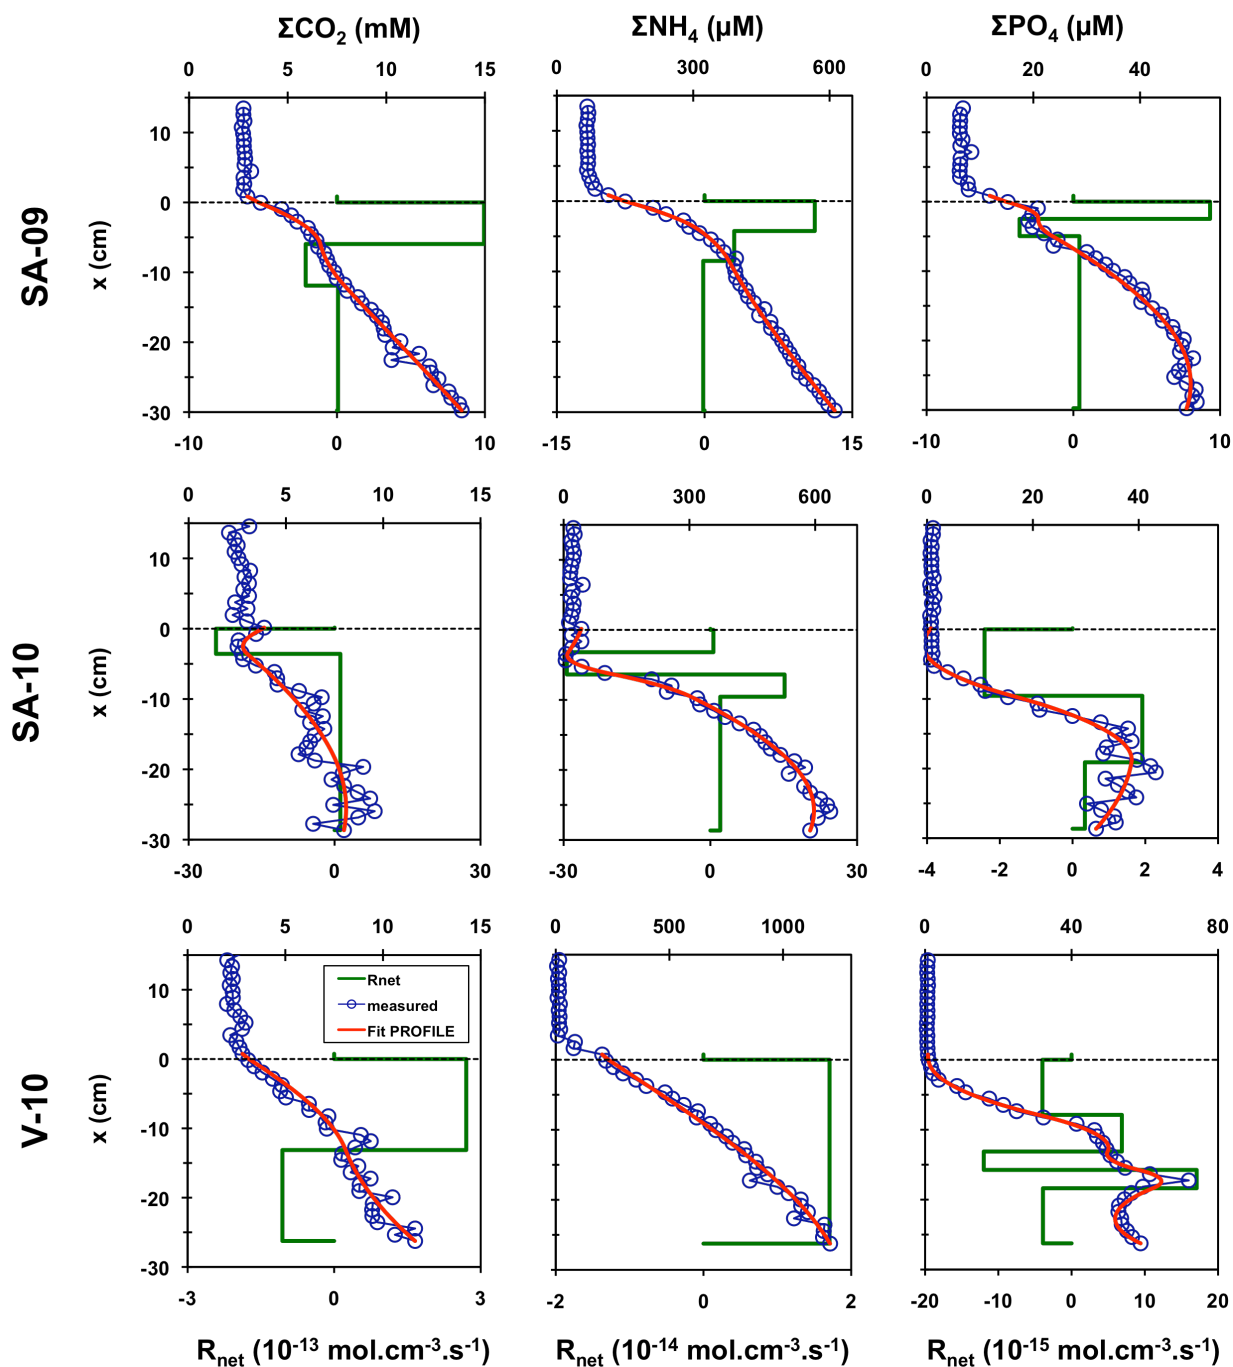 ΣCO2 (mM) ΣNH4 (µM) ΣPO4 (µM)
0 5 10 15 0 300 600 0 20 40
SA-09
x (cm)
10
0
-10
-20
-30
-10 0 10 -15 0 15 -10 0 10
0 5 10 15 0 300 600 0 20 40
SA-10
x (cm)
10
0
-10
-20
-30
-30 0 30 -30 0 30 -4 -2 0 2 4
0 5 10 15 0 500 1000 0 40 80
V-10
x (cm)
10
0
-10
-20
-30
Rnet
measured
Fit PROFILE
-3 0 3 -2 0 2 -20 -10 0 10 20
Rnet (10-13 mol.cm-3.s-1) Rnet (10-14 mol.cm-3.s-1) Rnet (10-15 mol.cm-3.s-1)